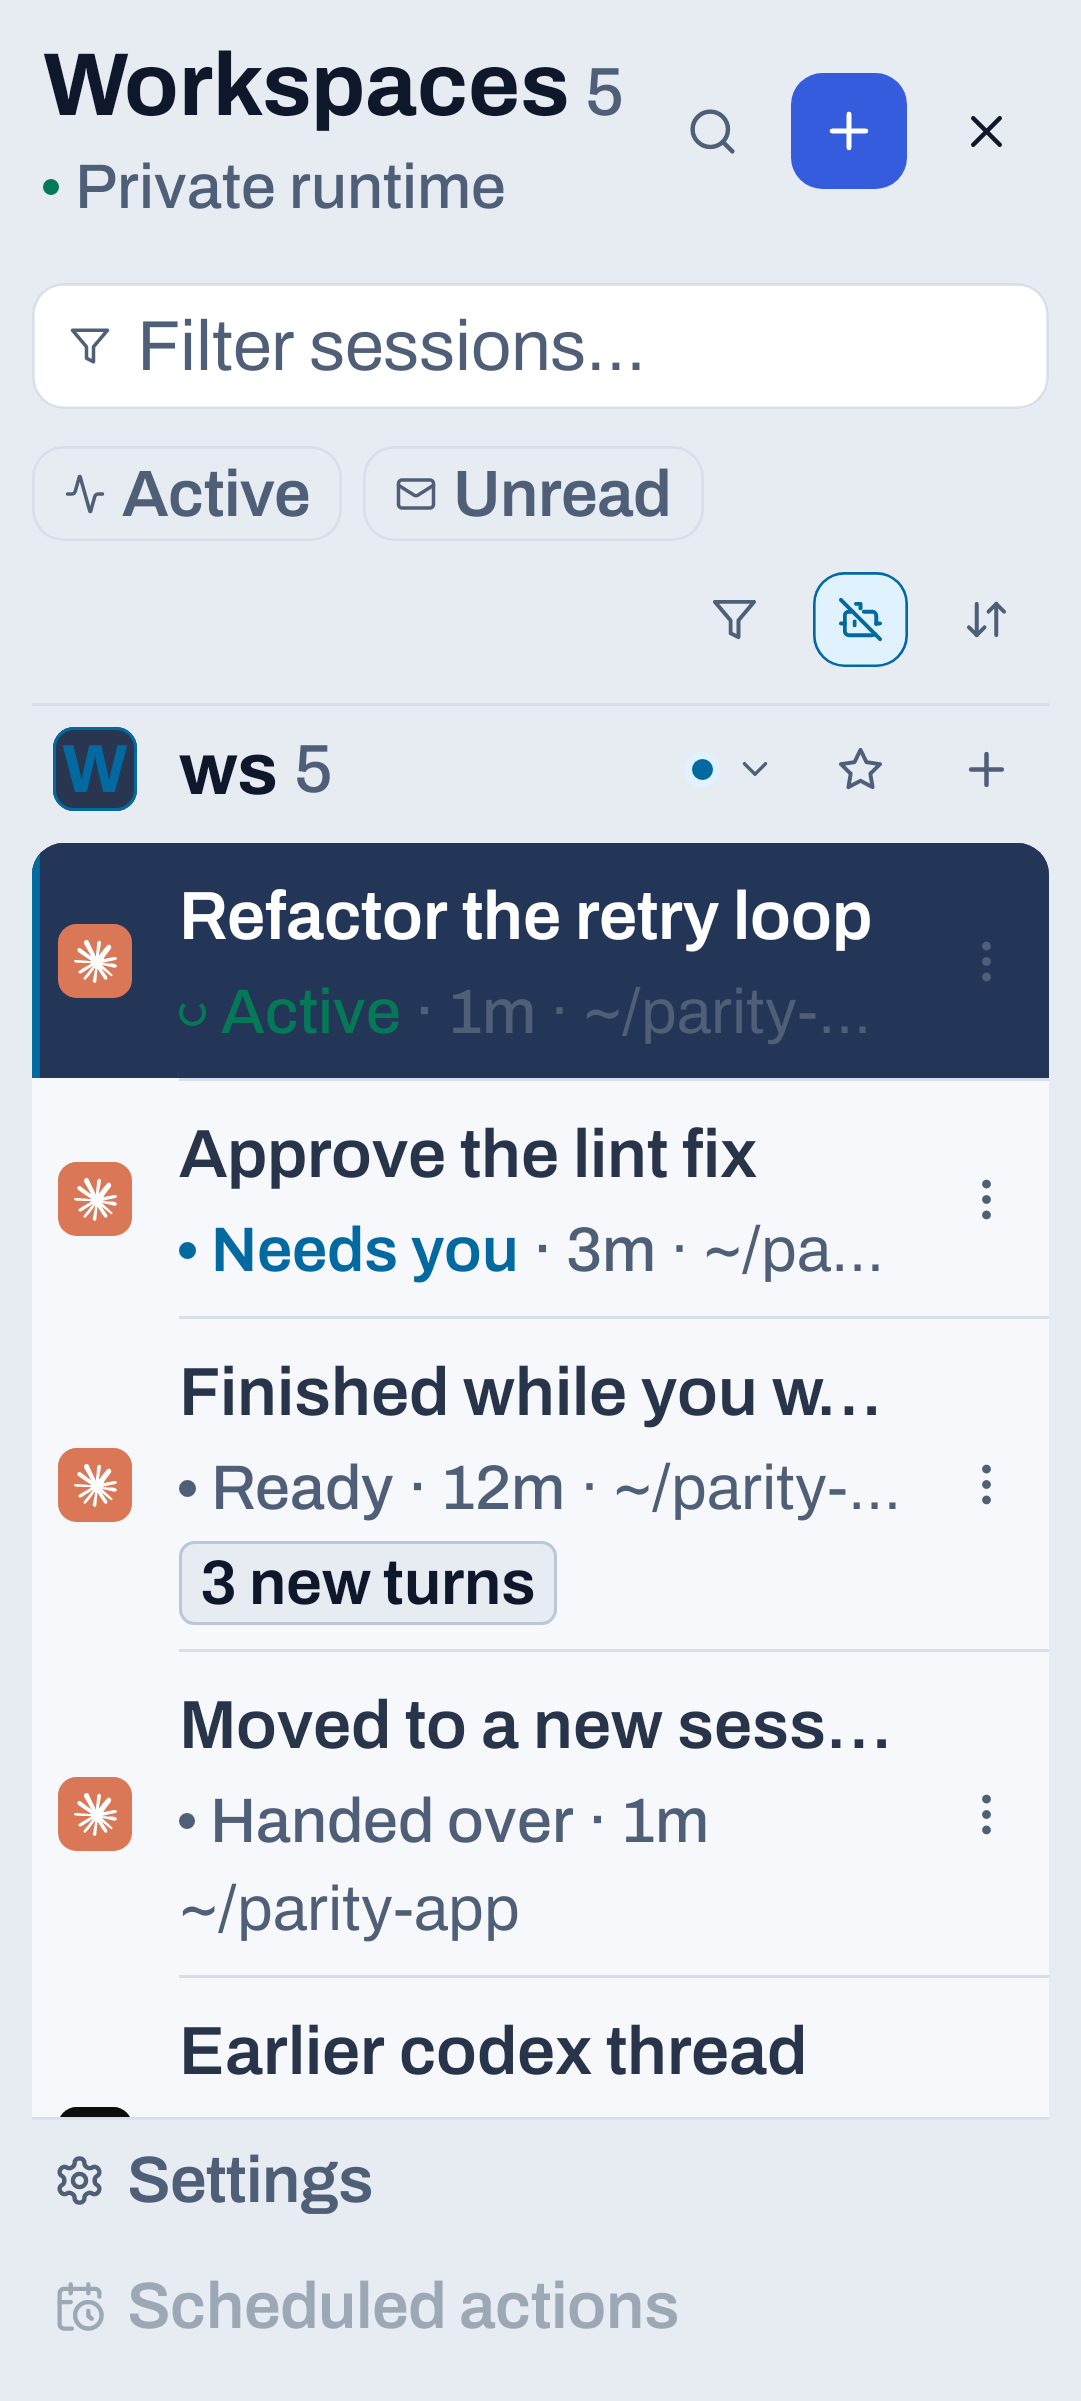 Workspaces 5
Private runtime
Filter sessions...
Active
Unread
W
ws 5
Refactor the retry loop
Active · 1m · ~/parity-...
Approve the lint fix
• Needs you · 3m · ~/pa...
Finished while you w...
• Ready · 12m · ~/parity-...
3 new turns
Moved to a new sess...
• Handed over · 1m
~/parity-app
Earlier codex thread
Settings
Scheduled actions